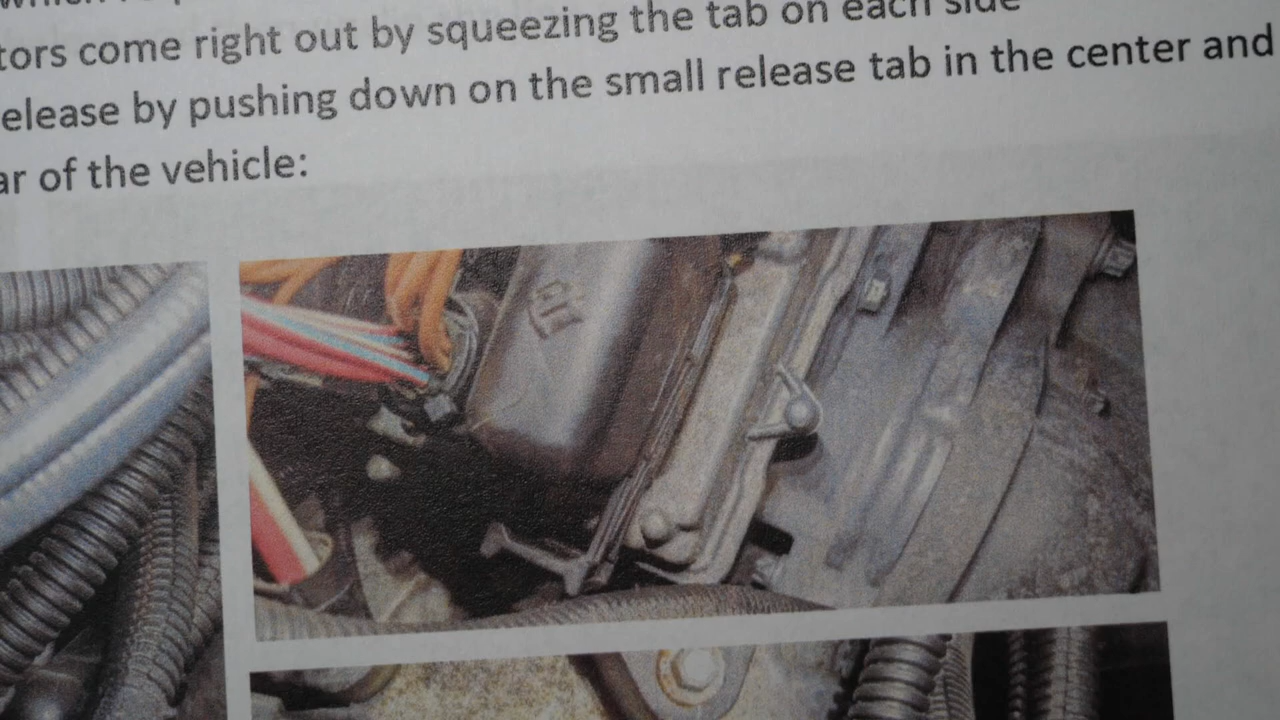 tors come right out by squeezing the tab on each side
elease by pushing down on the small release tab in the center and
ar of the vehicle: